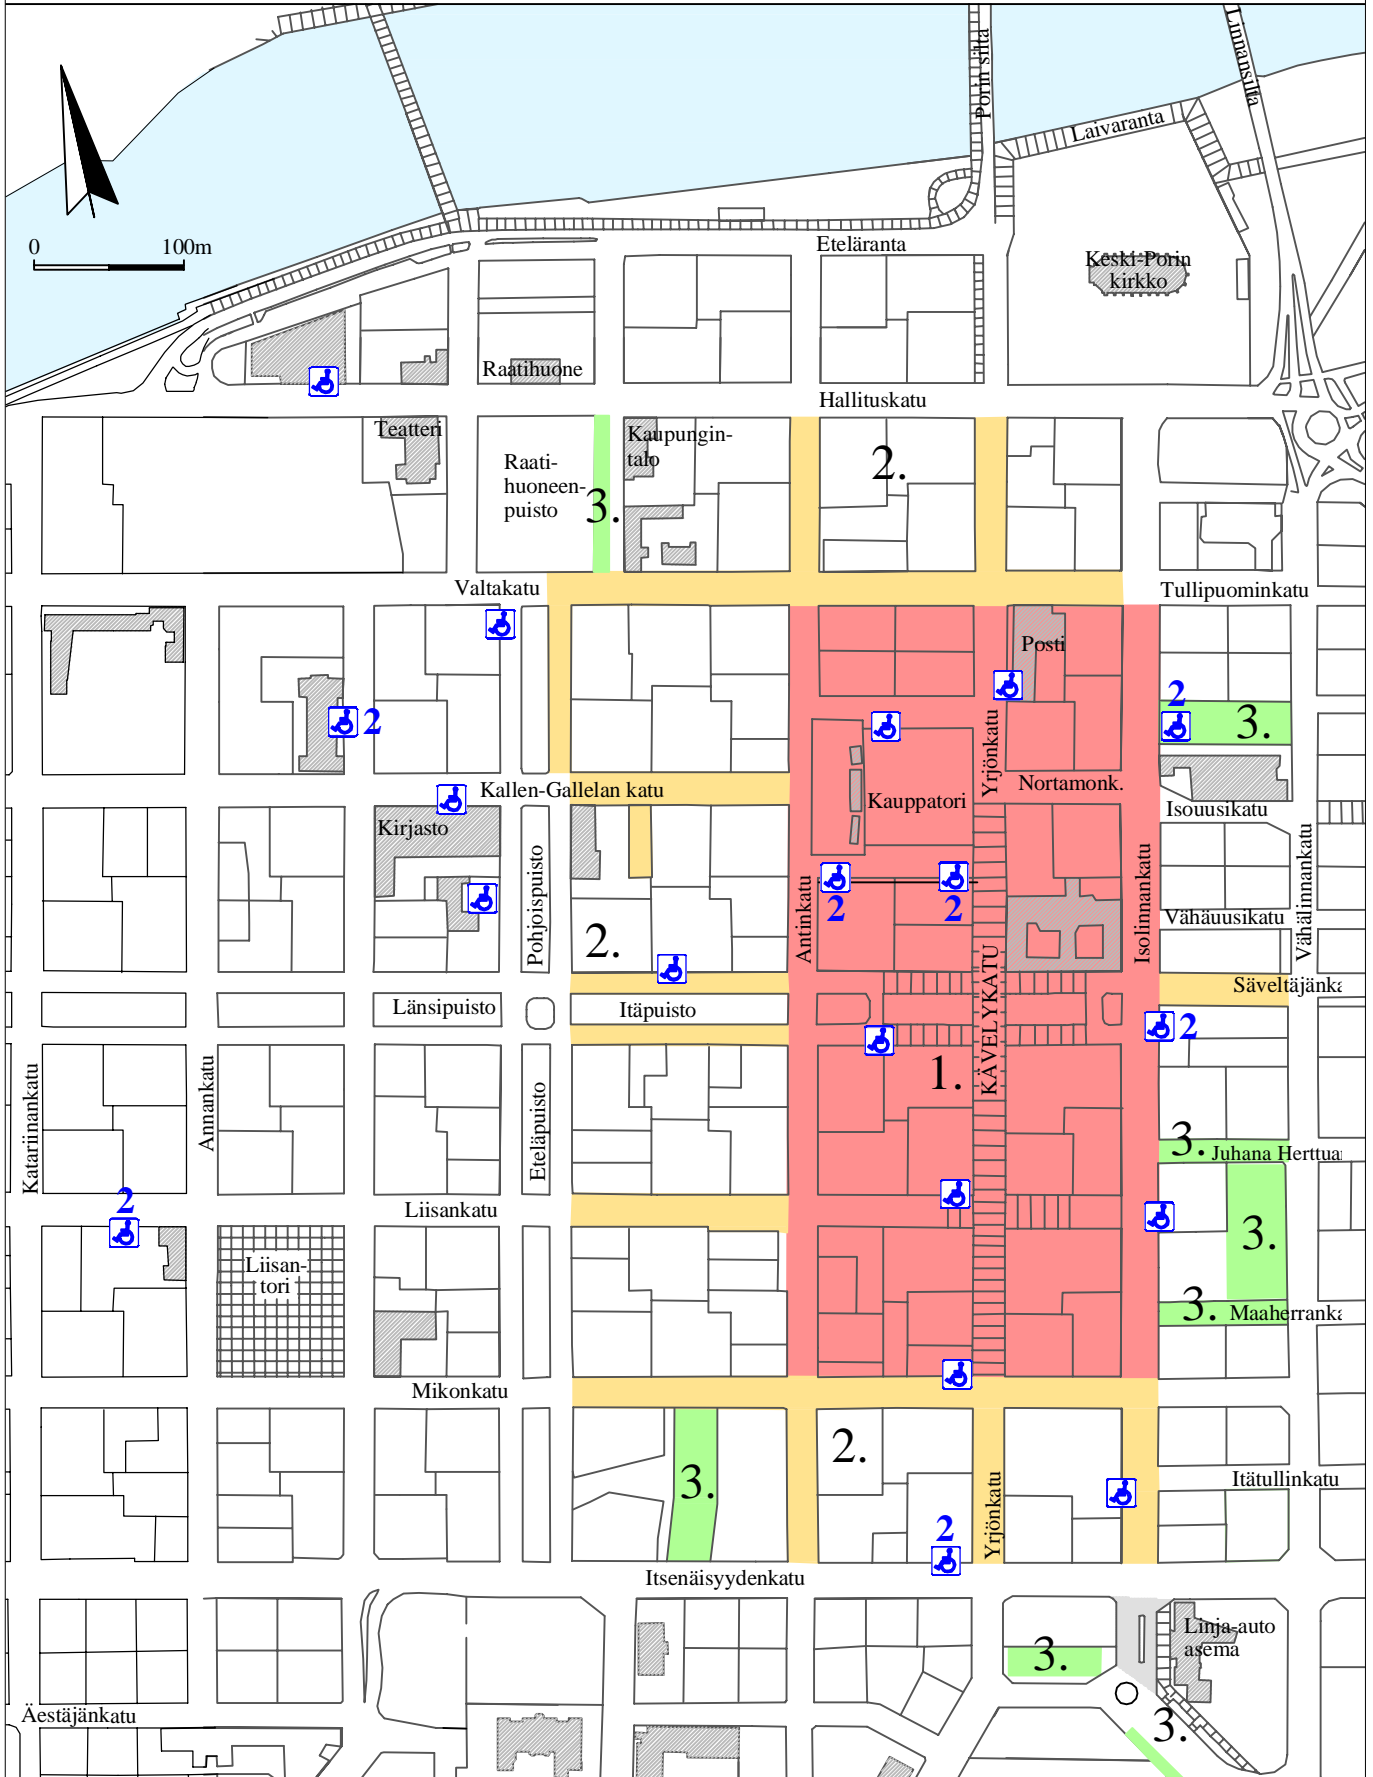 Porin silta
Linnansilta
Laivaranta
0
100m
Eteläranta
Keski-Porin
kirkko
Raatihuone
Hallituskatu
Teatteri
Kaupungin-
talo
Raati-
huoneen-
puisto
3.
2.
Valtakatu
Tullipuominkatu
Posti
2
2
3.
Yrjönkatu
Kallen-Gallelan katu
Nortamonk.
Kauppatori
Isouusikatu
Kirjasto
Pohjoispuisto
Antinkatu
2
2
Isolinnankatu
Vähäuusikatu
Vähälinnankatu
2.
KÄVELYKATU
Säveltäjänka
Länsipuisto
Itäpuisto
2
Katariinankatu
Annankatu
Eteläpuisto
1.
3.
Juhana Herttuan
2
Liisankatu
3.
Liisan-
tori
3.
Maaherranka
Mikonkatu
2.
3.
Yrjönkatu
Itätullinkatu
2
Itsenäisyydenkatu
Linja-auto
asema
3.
Äestäjänkatu
3.